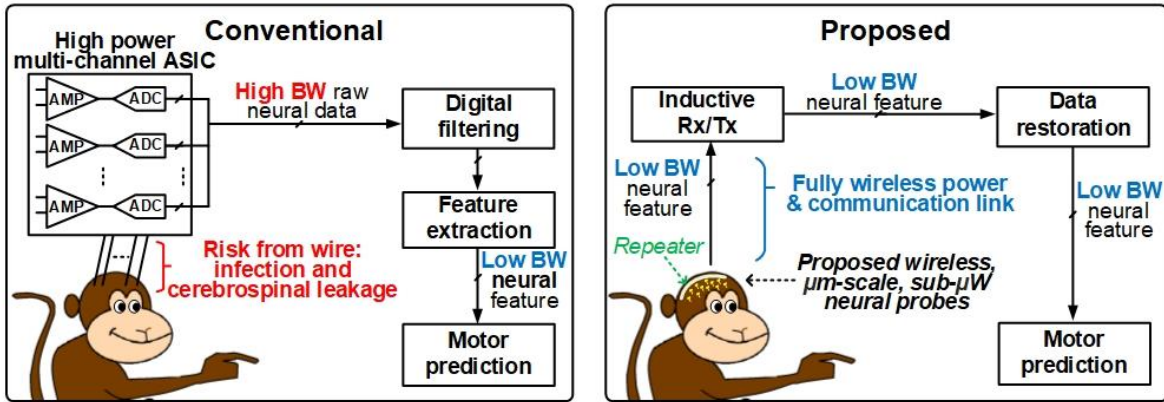 Conventional
High power
multi-channel ASIC
AMP
ADC
AMP
ADC
AMP
ADC
High BW raw
neural data
Digital
filtering
Feature
extraction
Low BW
neural
feature
Motor
prediction
Risk from wire:
infection and
cerebrospinal leakage
Proposed
Inductive
Rx/Tx
Low BW
neural feature
Data
restoration
Low BW
neural
feature
Fully wireless power
& communication link
Low BW
neural
feature
Repeater
Proposed wireless,
μm-scale, sub-μW
neural probes
Motor
prediction